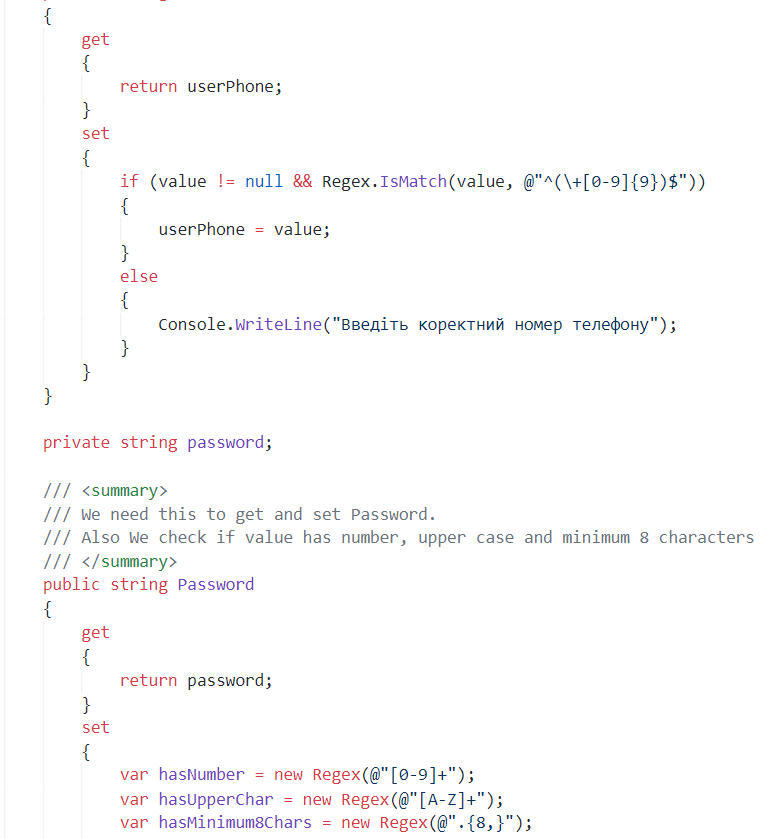 {
get
{
return userPhone;
}
set
{
if (value != null && Regex.IsMatch(value, @"^(\+[0-9]{9})$"))
{
userPhone = value;
}
else
{
Console.WriteLine("Введіть коректний номер телефону");
}
}
}
private string password;
/// <summary>
/// We need this to get and set Password.
/// Also We check if value has number, upper case and minimum 8 characters
/// </summary>
public string Password
{
get
{
return password;
}
set
{
var hasNumber = new Regex(@"[0-9]+");
var hasUpperChar = new Regex(@"[A-Z]+");
var hasMinimum8Chars = new Regex(@".{8,}");